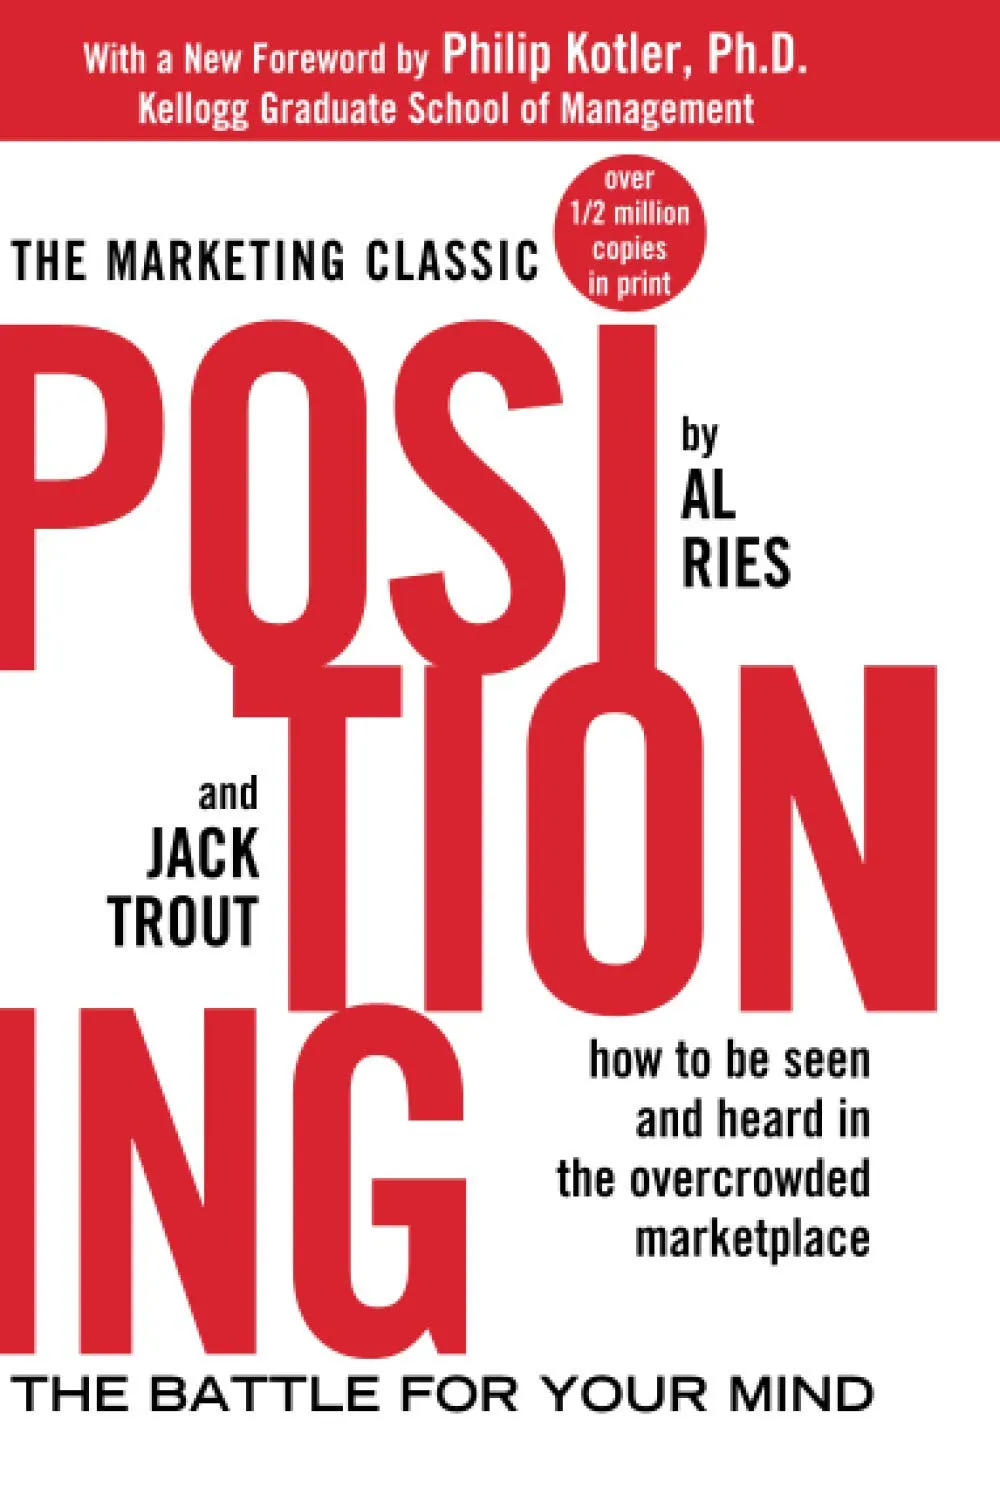 With a New Foreword by Philip Kotler, Ph.D.
Kellogg Graduate School of Management
over
1/2 million
copies
in print
THE MARKETING CLASSIC
POSI
by
AL
RIES
TION
and
JACK
TROUT
ING
how to be seen
and heard in
the overcrowded
marketplace
THE BATTLE FOR YOUR MIND